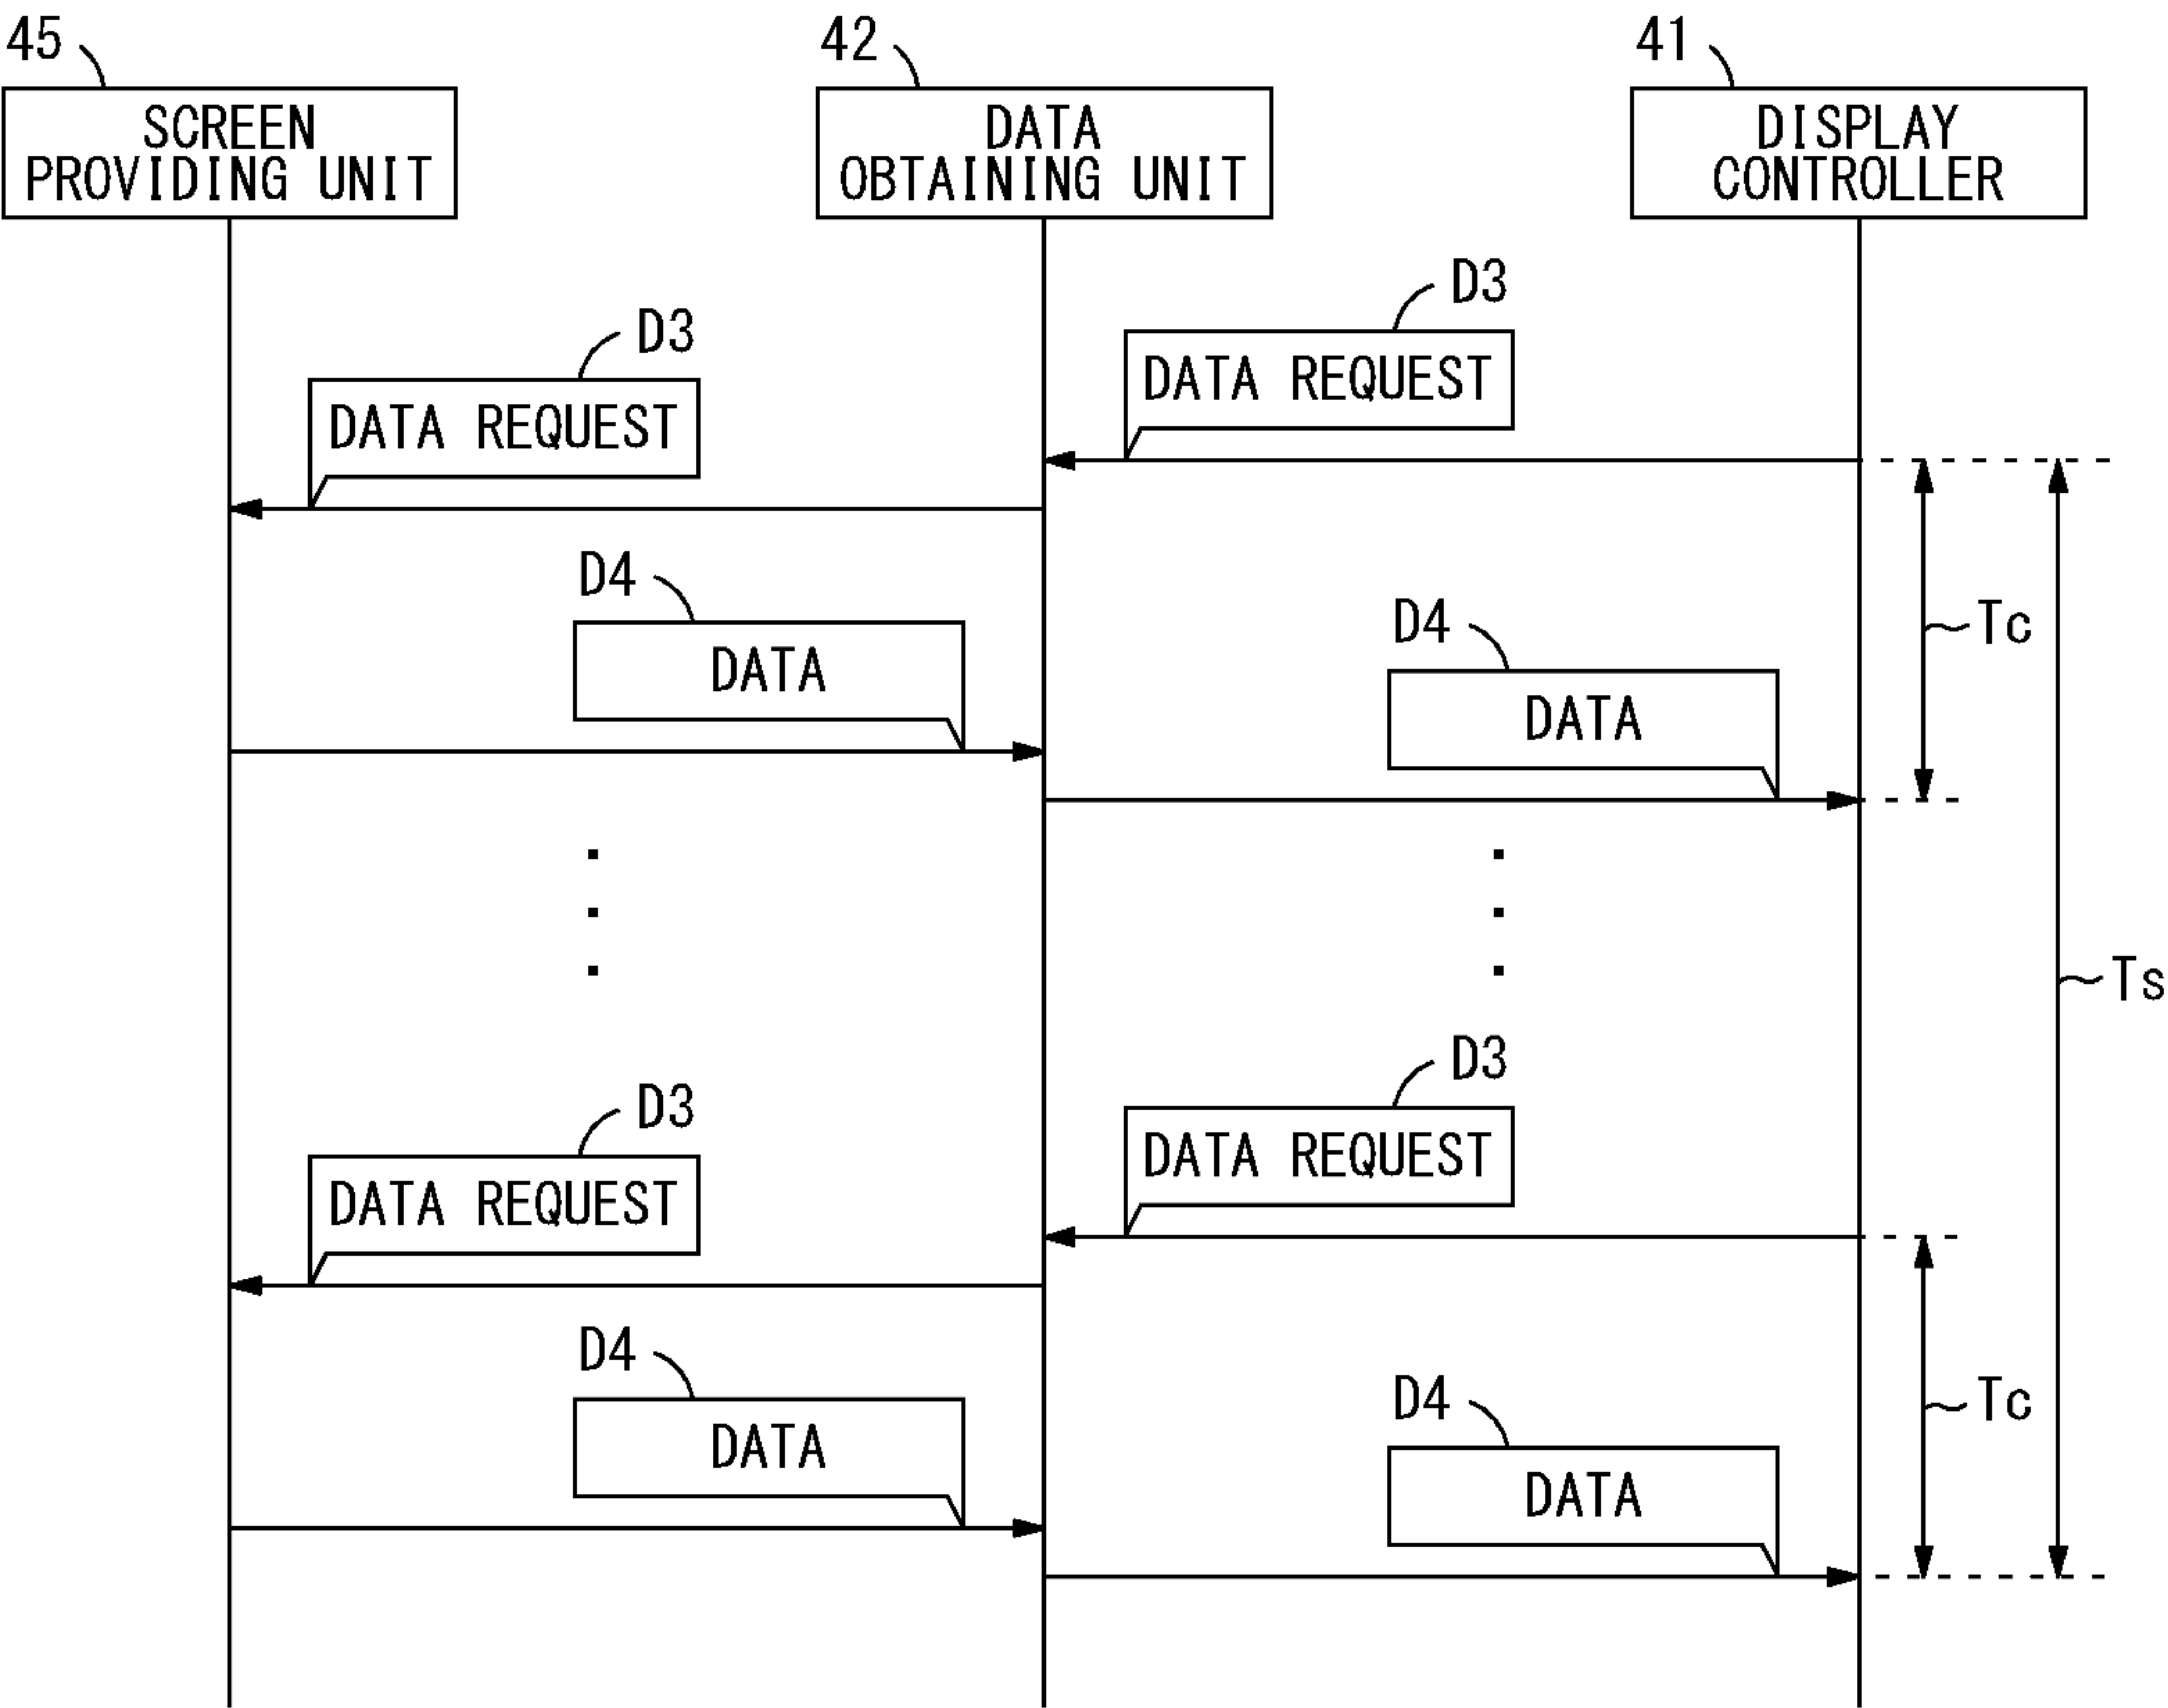 45
42
41
SCREEN
PROVIDING UNIT
DATA
OBTAINING UNIT
DISPLAY
CONTROLLER
D3
DATA REQUEST
D3
DATA REQUEST
D4
DATA
D4
DATA
Tc
Ts
D3
DATA REQUEST
D3
DATA REQUEST
D4
DATA
D4
DATA
Tc